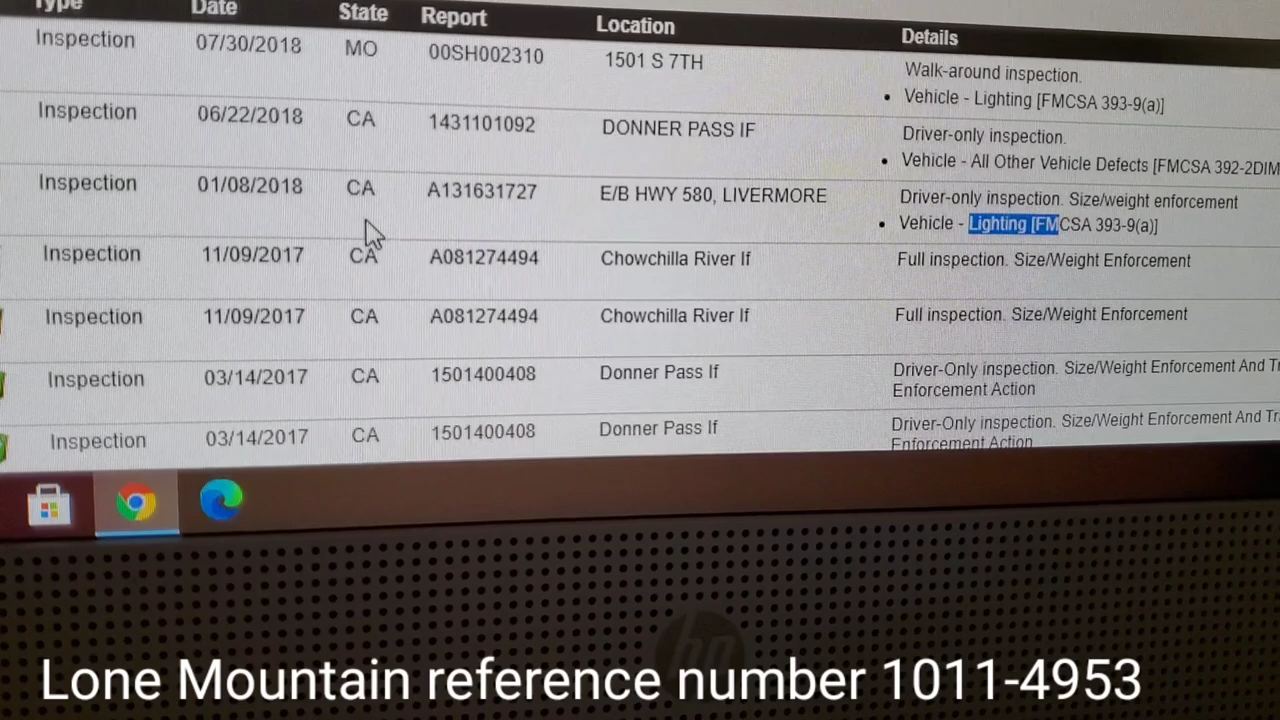 Type Date State Report Location Details
Inspection 07/30/2018 MO 00SH002310 1501 S 7TH Walk-around inspection.
• Vehicle - Lighting [FMCSA 393-9(a)]
Inspection 06/22/2018 CA 1431101092 DONNER PASS IF Driver-only inspection.
• Vehicle - All Other Vehicle Defects [FMCSA 392-2DIM
Inspection 01/08/2018 CA A131631727 E/B HWY 580, LIVERMORE Driver-only inspection. Size/weight enforcement
• Vehicle - Lighting [FMCSA 393-9(a)]
Inspection 11/09/2017 CA A081274494 Chowchilla River If Full inspection. Size/Weight Enforcement
Inspection 11/09/2017 CA A081274494 Chowchilla River If Full inspection. Size/Weight Enforcement
Inspection 03/14/2017 CA 1501400408 Donner Pass If Driver-Only inspection. Size/Weight Enforcement And Tr
Enforcement Action
Inspection 03/14/2017 CA 1501400408 Donner Pass If Driver-Only inspection. Size/Weight Enforcement And Tr
Enforcement Action
hp
Lone Mountain reference number 1011-4953